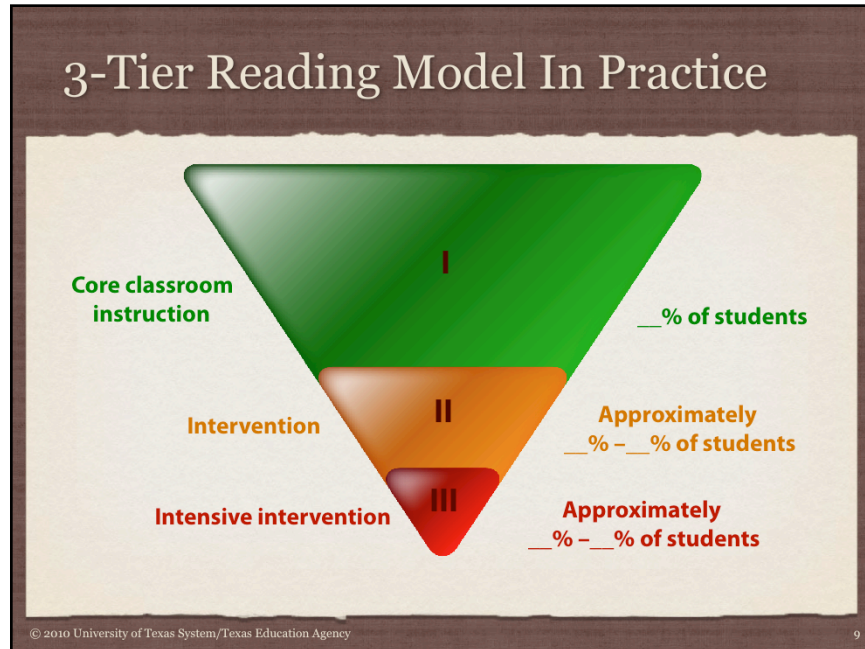 3-Tier Reading Model In Practice
I
Core classroom
instruction
__% of students
II
Intervention
Approximately
__% –__% of students
III
Intensive intervention
Approximately
__% –__% of students
© 2010 University of Texas System/Texas Education Agency
9